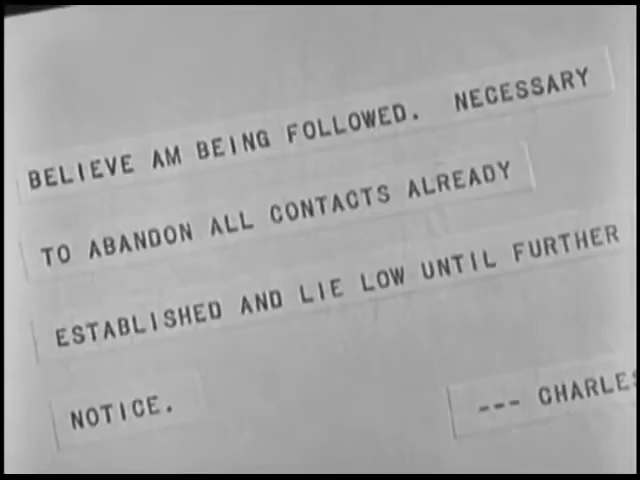 BELIEVE AM BEING FOLLOWED. NECESSARY
TO ABANDON ALL CONTACTS ALREADY
ESTABLISHED AND LIE LOW UNTIL FURTHER
NOTICE.
--- CHARLES